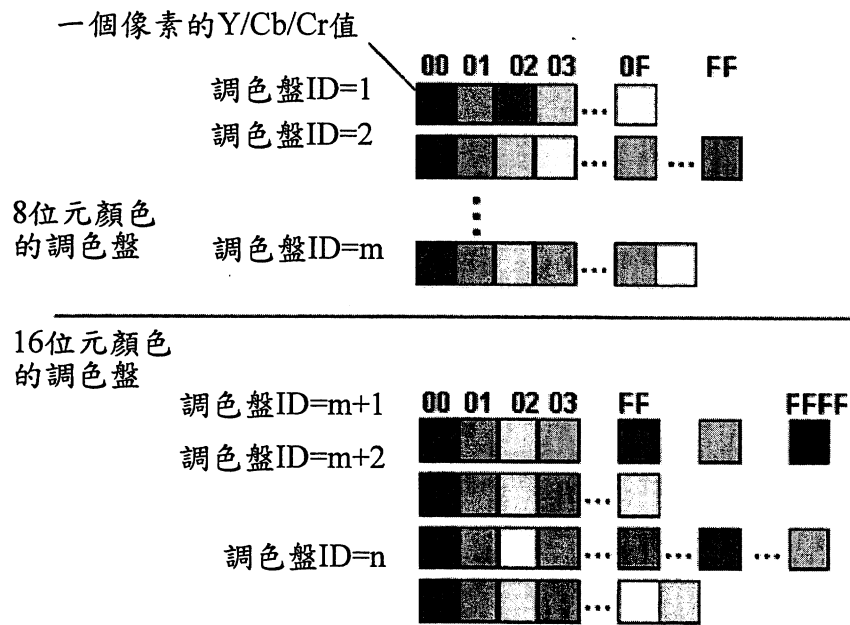 一個像素的Y/Cb/Cr值
00 01 02 03 0F FF
調色盤ID=1
調色盤ID=2
8位元顏色
的調色盤
調色盤ID=m
16位元顏色
的調色盤
調色盤ID=m+1
00 01 02 03 FF FFFF
調色盤ID=m+2
調色盤ID=n